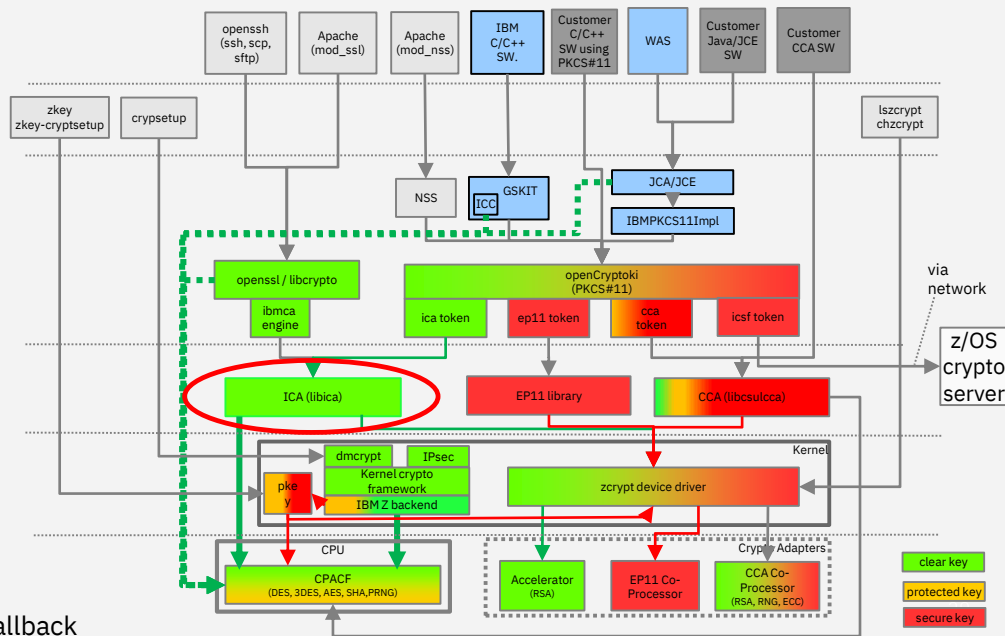 openssh
(ssh, scp,
sftp)
Apache
(mod_ssl)
Apache
(mod_nss)
IBM
C/C++
SW.
Customer
C/C++
SW using
PKCS#11
WAS
Customer
Java/JCE
SW
Customer
CCA SW
zkey
zkey-cryptsetup
crypsetup
lszcrypt
chzcrypt
NSS
GSKIT
ICC
JCA/JCE
IBMPKCS11Impl
openssl / libcrypto
ibmca
engine
openCryptoki
(PKCS#11)
ica token
ep11 token
cca
token
icsf token
via
network
z/OS
crypto
server
ICA (libica)
EP11 library
CCA (libcsulcca)
Kernel
dmcrypt
IPsec
Kernel crypto
framework
IBM Z backend
pke
y
zcrypt device driver
CPU
CPACF
(DES, 3DES, AES, SHA,PRNG)
Crypto Adapters
Accelerator
(RSA)
EP11 Co-
Processor
CCA Co-
Processor
(RSA, RNG, ECC)
clear key
protected key
secure key
allback